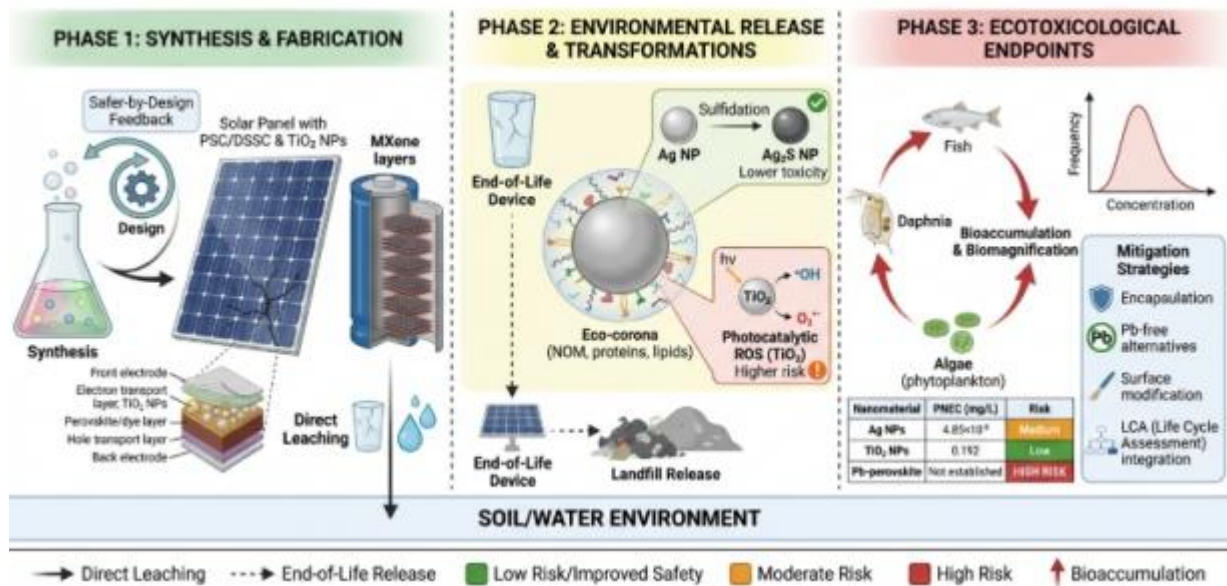 PHASE 1: SYNTHESIS & FABRICATION
Safer-by-Design
Feedback
Design
Synthesis
Solar Panel with
PSC/DSSC & TiO₂ NPs
MXene
layers
Front electrode
Electron transport
layer, TiO₂ NPs
Perovskite/dye layer
Hole transport layer
Back electrode
Direct
Leaching
PHASE 2: ENVIRONMENTAL RELEASE
& TRANSFORMATIONS
End-of-Life
Device
Sulfidation
Ag NP
Ag₂S NP
Lower toxicity
Eco-corona
(NOM, proteins, lipids)
hν
TiO₂
•OH
Photocatalytic
ROS (TiO₂)
Higher risk
End-of-Life
Device
Landfill Release
PHASE 3: ECOTOXICOLOGICAL
ENDPOINTS
Fish
Daphnia
Bioaccumulation
& Biomagnification
Algae
(phytoplankton)
Frequency
Concentration
Mitigation
Strategies
Encapsulation
Pb
Pb-free
alternatives
Surface
modification
LCA (Life Cycle
Assessment)
integration
Nanomaterial PNEC (mg/L) Risk
Ag NPs Medium
TiO₂ NPs 0.192 Low
Pb-perovskite Not established HIGH RISK
SOIL/WATER ENVIRONMENT
Direct Leaching End-of-Life Release Low Risk/Improved Safety Moderate Risk High Risk Bioaccumulation